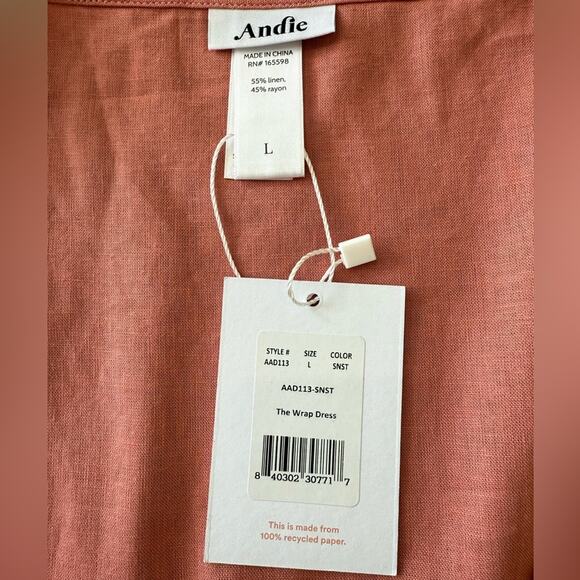 Andie
MADE IN CHINA
RN# 165598
55% linen,
45% rayon
L
STYLE # SIZE COLOR
AAD113 L SNST
AAD113-SNST
The Wrap Dress
8 40302 30771 7
This is made from
100% recycled paper.